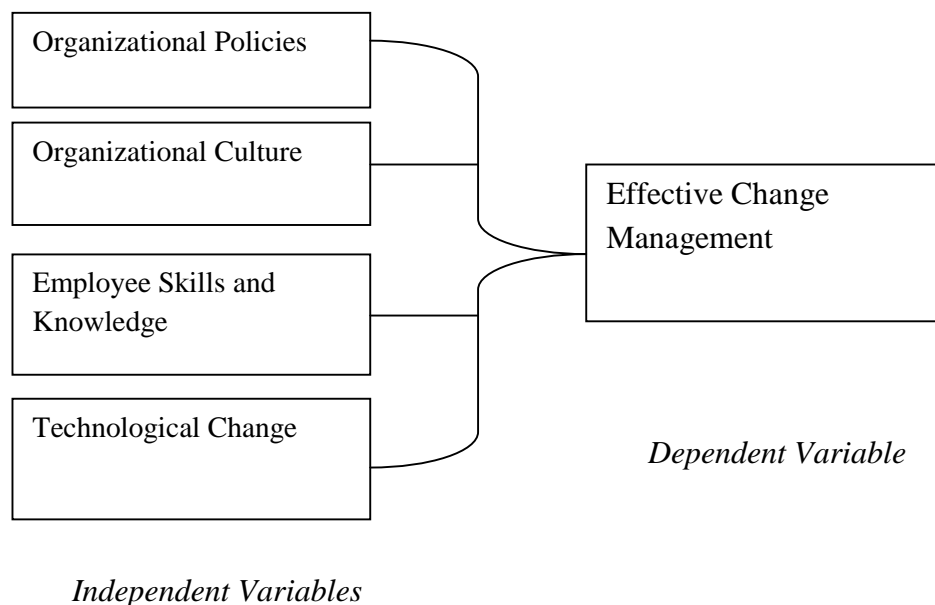 Organizational Policies
Organizational Culture
Employee Skills and
Knowledge
Technological Change
Independent Variables
Effective Change
Management
Dependent Variable